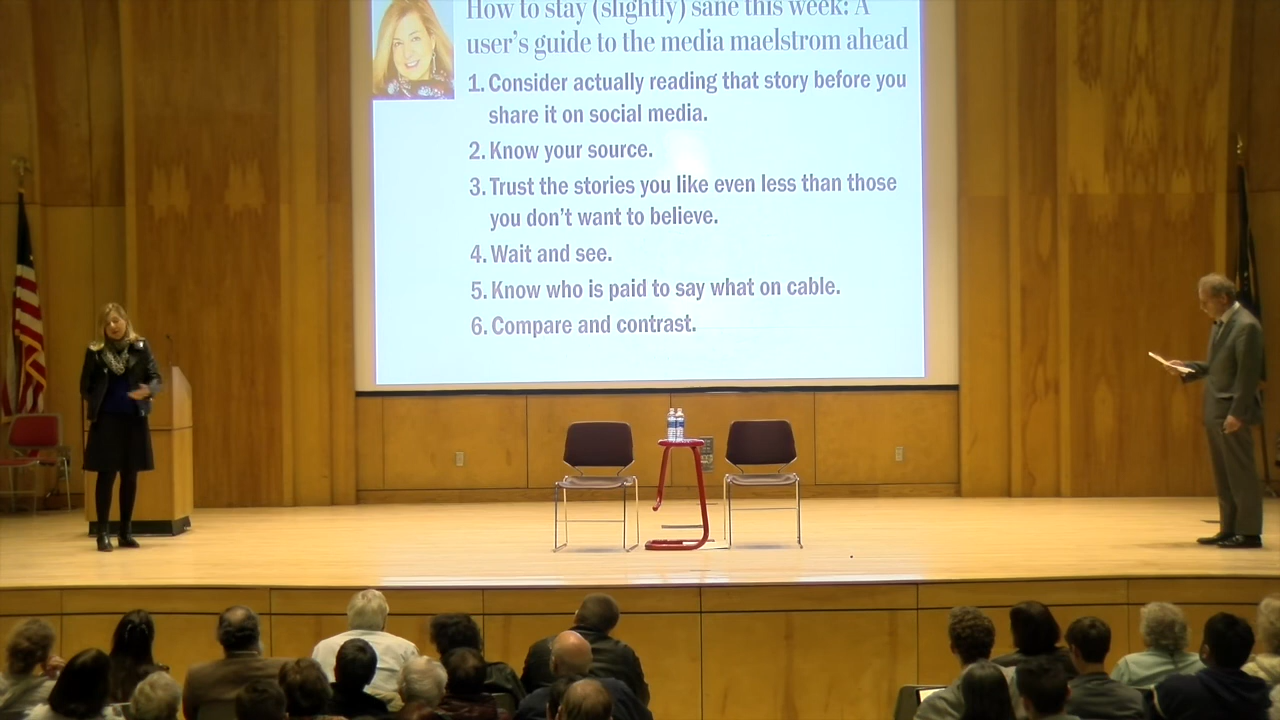 How to stay (slightly) sane this week: A
user's guide to the media maelstrom ahead
1. Consider actually reading that story before you
share it on social media.
2. Know your source.
3. Trust the stories you like even less than those
you don't want to believe.
4. Wait and see.
5. Know who is paid to say what on cable.
6. Compare and contrast.